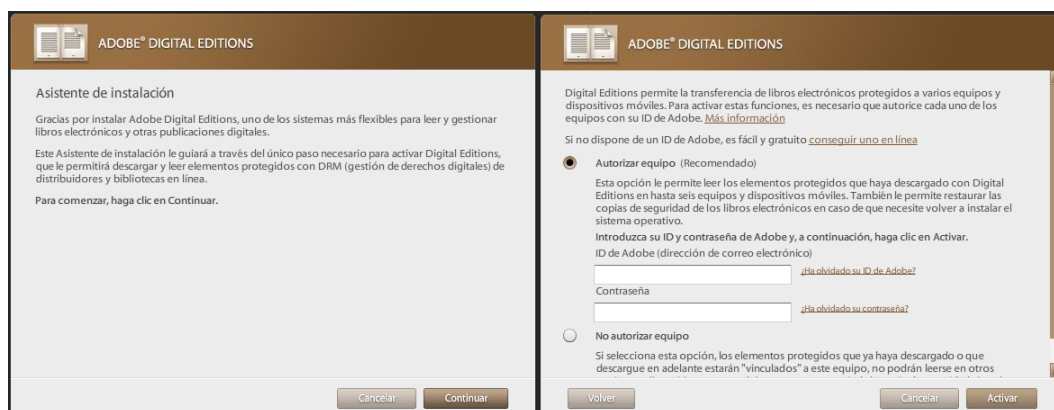 ADOBE® DIGITAL EDITIONS
Asistente de instalación
Gracias por instalar Adobe Digital Editions, uno de los sistemas más flexibles para leer y gestionar
libros electrónicos y otras publicaciones digitales.
Este Asistente de instalación le guiará a través del único paso necesario para activar Digital Editions,
que le permitirá descargar y leer elementos protegidos con DRM (gestión de derechos digitales) de
distribuidores y bibliotecas en línea.
Para comenzar, haga clic en Continuar.
Cancelar
Continuar
ADOBE® DIGITAL EDITIONS
Digital Editions permite la transferencia de libros electrónicos protegidos a varios equipos y
dispositivos móviles. Para activar estas funciones, es necesario que autorice cada uno de los
equipos con su ID de Adobe. Más información
Si no dispone de un ID de Adobe, es fácil y gratuito conseguir uno en línea
Autorizar equipo (Recomendado)
Esta opción le permite leer los elementos protegidos que haya descargado con Digital
Editions en hasta seis equipos y dispositivos móviles. También le permite restaurar las
copias de seguridad de los libros electrónicos en caso de que necesite volver a instalar el
sistema operativo.
Introduzca su ID y contraseña de Adobe y, a continuación, haga clic en Activar.
ID de Adobe (dirección de correo electrónico)
¿Ha olvidado su ID de Adobe?
Contraseña
¿Ha olvidado su contraseña?
No autorizar equipo
Si selecciona esta opción, los elementos protegidos que ya haya descargado o que
descargue en adelante estarán "vinculados" a este equipo, no podrán leerse en otros
Volver
Cancelar
Activar